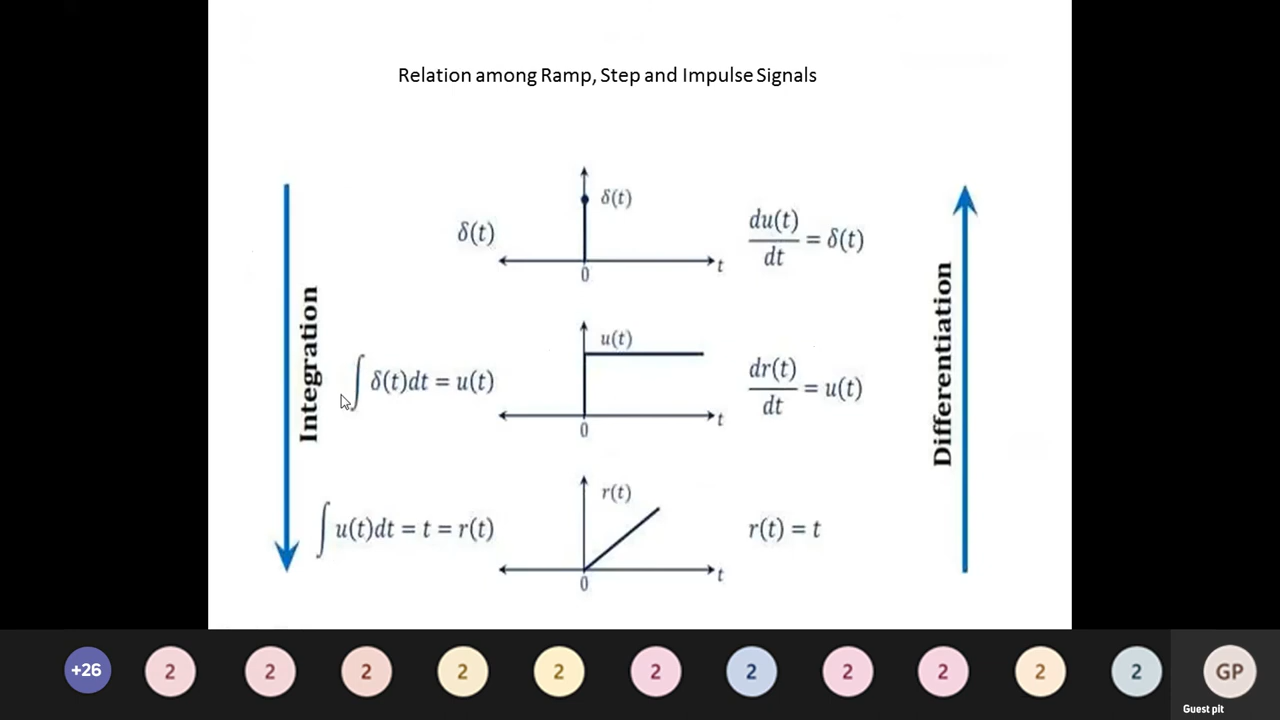 Relation among Ramp, Step and Impulse Signals
δ(t)
δ(t)
t
0
du(t)/dt = δ(t)
Integration
∫ δ(t)dt = u(t)
u(t)
t
0
dr(t)/dt = u(t)
Differentiation
∫ u(t)dt = t = r(t)
r(t)
t
0
r(t) = t
+26
2
2
2
2
2
2
2
2
2
2
2
GP
Guest pit